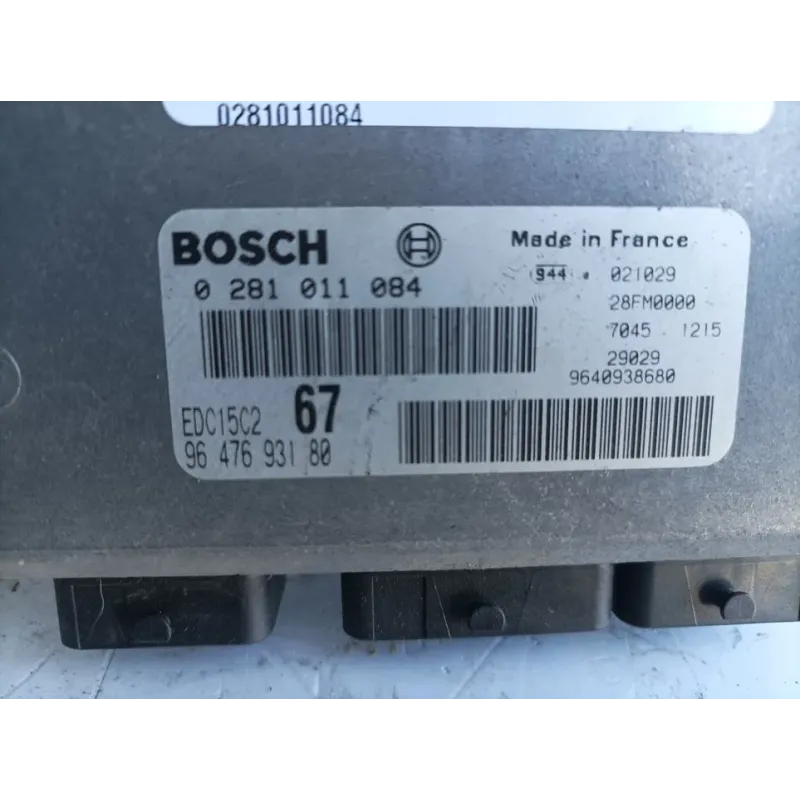 0281011084
BOSCH
Made in France
0 281 011 084
944 021029
28FM0000
7045 1215
29029
9640938680
EDC15C2 67
96 476 931 80